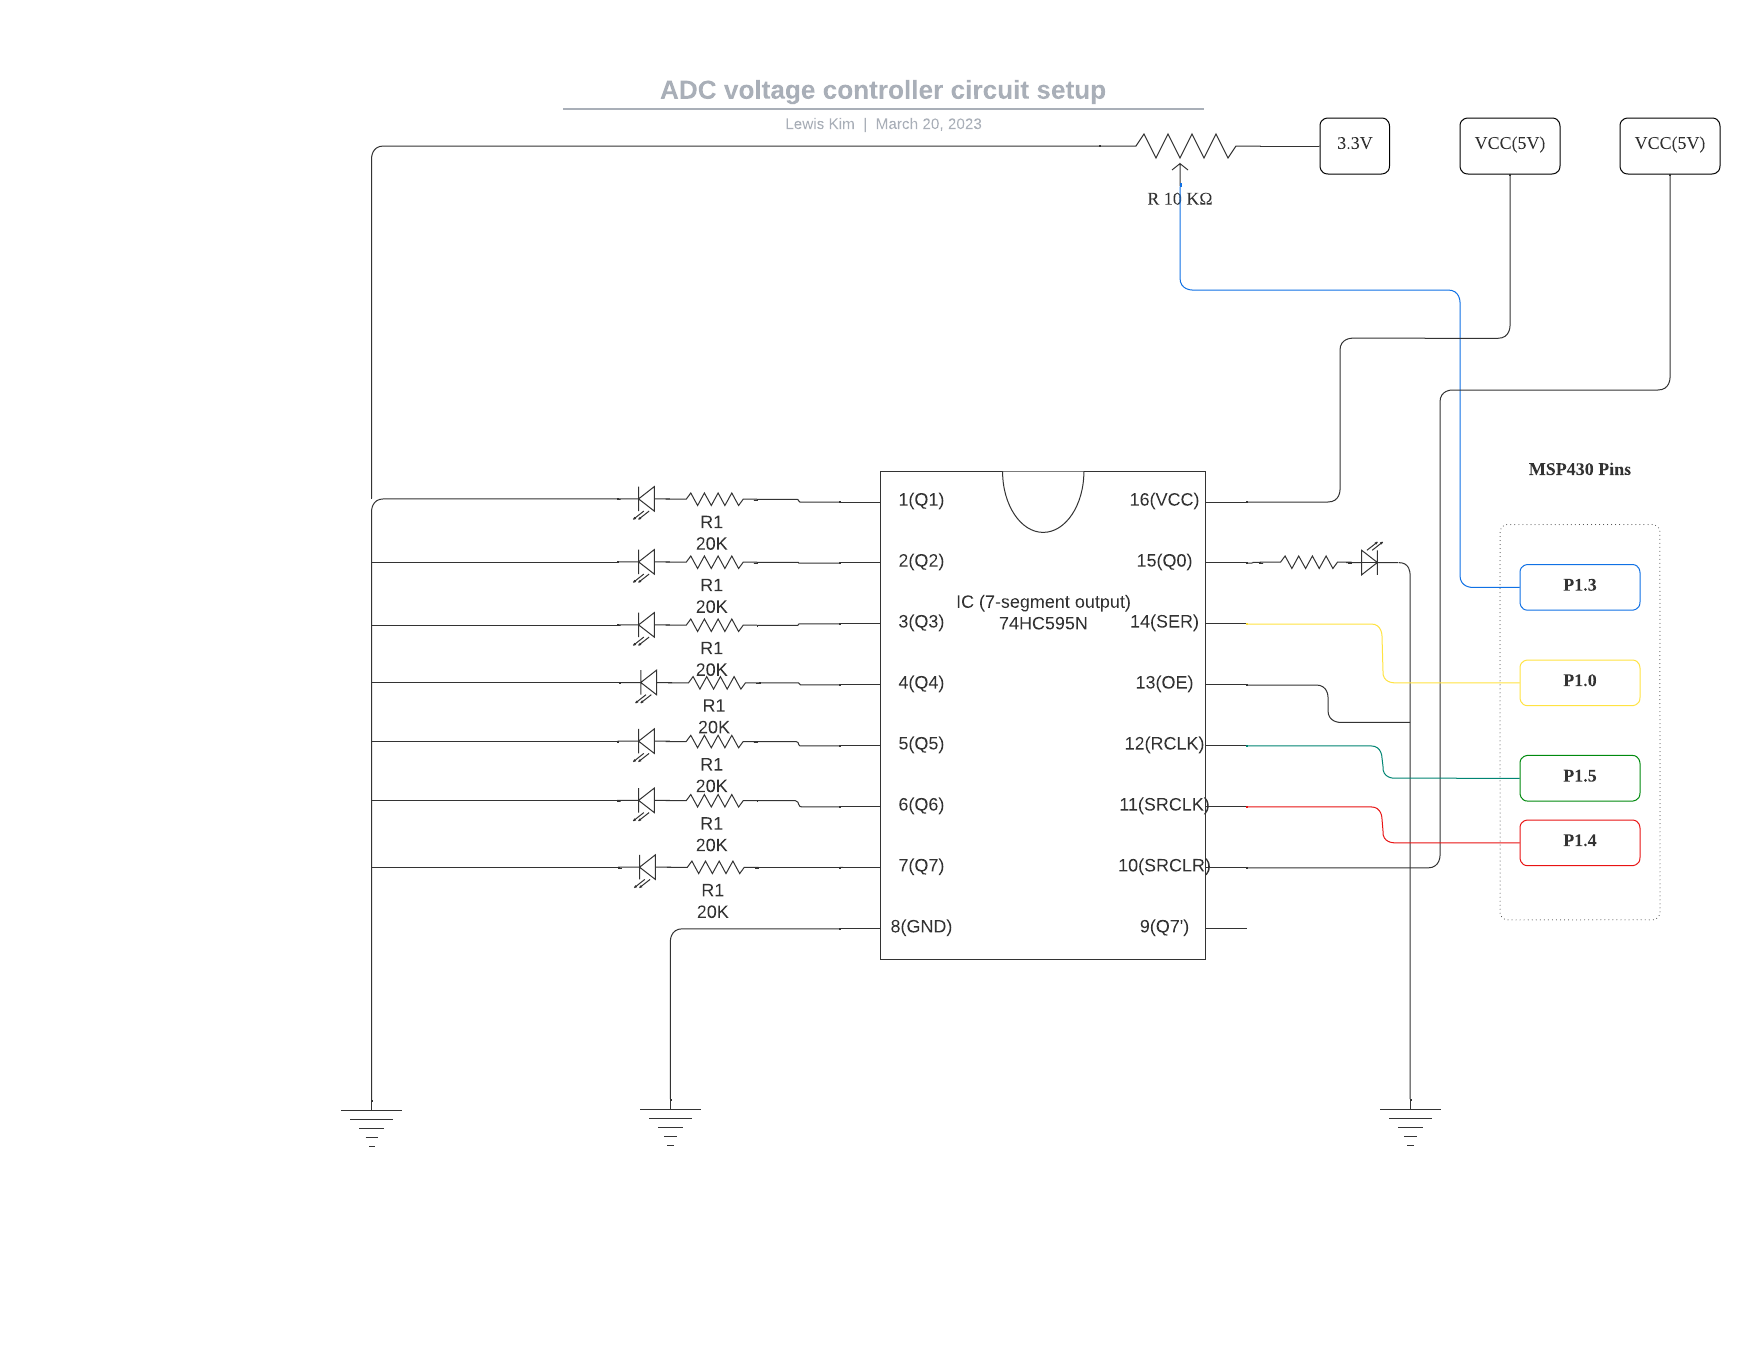 ADC voltage controller circuit setup
Lewis Kim | March 20, 2023
3.3V
VCC(5V)
VCC(5V)
R 10 KΩ
MSP430 Pins
1(Q1)
16(VCC)
R1
20K
2(Q2)
15(Q0)
R1
20K
IC (7-segment output)
74HC595N
3(Q3)
14(SER)
P1.3
R1
20K
4(Q4)
13(OE)
P1.0
R1
20K
5(Q5)
12(RCLK)
P1.5
R1
20K
6(Q6)
11(SRCLK)
P1.4
R1
20K
7(Q7)
10(SRCLR)
R1
20K
8(GND)
9(Q7')